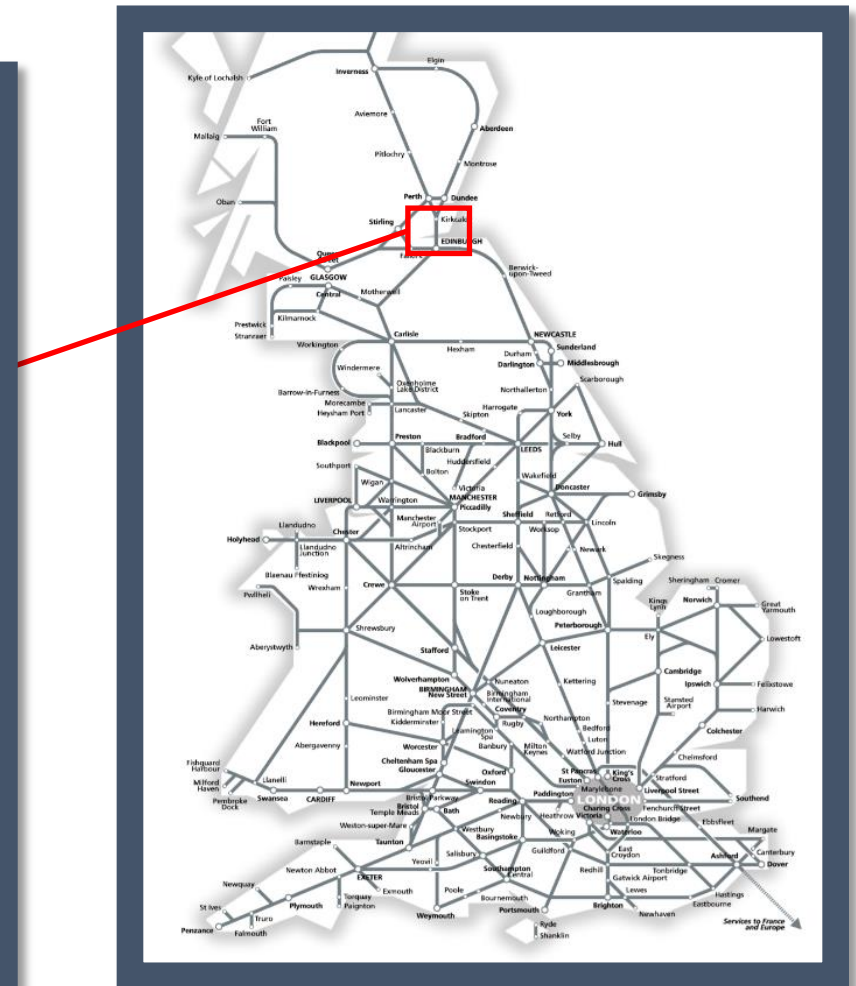 Elgin
Inverness
Kyle of Lochalsh
Aviemore
Fort
William
Mallaig
Aberdeen
Pitlochry
Montrose
Perth
Dundee
Oban
Stirling
EDINBURGH
GLASGOW
Central
Paisley
Motherwell
Berwick-
upon-Tweed
Kilmarnock
Prestwick
Stranraer
Carlisle
Workington
Hexham
NEWCASTLE
Sunderland
Durham
Darlington
Middlesbrough
Windermere
Oxenholme
Lake District
Northallerton
Scarborough
Barrow-in-Furness
Morecambe
Heysham Port
Lancaster
Harrogate
Skipton
York
Blackpool
Preston
Bradford
LEEDS
Selby
Hull
Blackburn
Huddersfield
Southport
Bolton
Wakefield
Wigan
Victoria
MANCHESTER
Piccadilly
Doncaster
Grimsby
LIVERPOOL
Warrington
Manchester
Airport
Sheffield
Retford
Lincoln
Worksop
Stockport
Llandudno
Chester
Holyhead
Llandudno
Junction
Altrincham
Chesterfield
Newark
Skegness
Blaenau Ffestiniog
Wrexham
Crewe
Stoke
on Trent
Derby
Nottingham
Grantham
Spalding
Sheringham
Cromer
Pwllheli
Kings
Lynn
Norwich
Great
Yarmouth
Loughborough
Shrewsbury
Peterborough
Ely
Lowestoft
Aberystwyth
Stafford
Leicester
Wolverhampton
BIRMINGHAM
New Street
Nuneaton
Birmingham
International
Kettering
Cambridge
Ipswich
Felixstowe
Leominster
Birmingham Moor Street
Kidderminster
Coventry
Rugby
Northampton
Stevenage
Stansted
Airport
Harwich
Hereford
Leamington
Spa
Bedford
Colchester
Abergavenny
Worcester
Banbury
Milton
Keynes
Luton
Watford Junction
Cheltenham Spa
Gloucester
Chelmsford
Fishguard
Harbour
Oxford
St Pancras
Euston
King's
Cross
Stratford
Milford
Haven
Llanelli
Newport
Swindon
Marylebone
Liverpool Street
Pembroke
Dock
Swansea
CARDIFF
Bristol Parkway
Paddington
LONDON
Southend
Bristol
Temple Meads
Bath
Reading
Charing Cross
Fenchurch Street
Newbury
Heathrow
Victoria
London Bridge
Ebbsfleet
Weston-super-Mare
Westbury
Basingstoke
Woking
Waterloo
Margate
Barnstaple
Taunton
Salisbury
Guildford
East
Croydon
Canterbury
Yeovil
Ashford
Dover
Newton Abbot
EXETER
Southampton
Central
Redhill
Gatwick Airport
Tonbridge
Newquay
Exmouth
Poole
Lewes
Hastings
St Ives
Plymouth
Torquay
Paignton
Bournemouth
Eastbourne
Truro
Weymouth
Portsmouth
Brighton
Newhaven
Penzance
Falmouth
Ryde
Shanklin
Services to France
and Europe